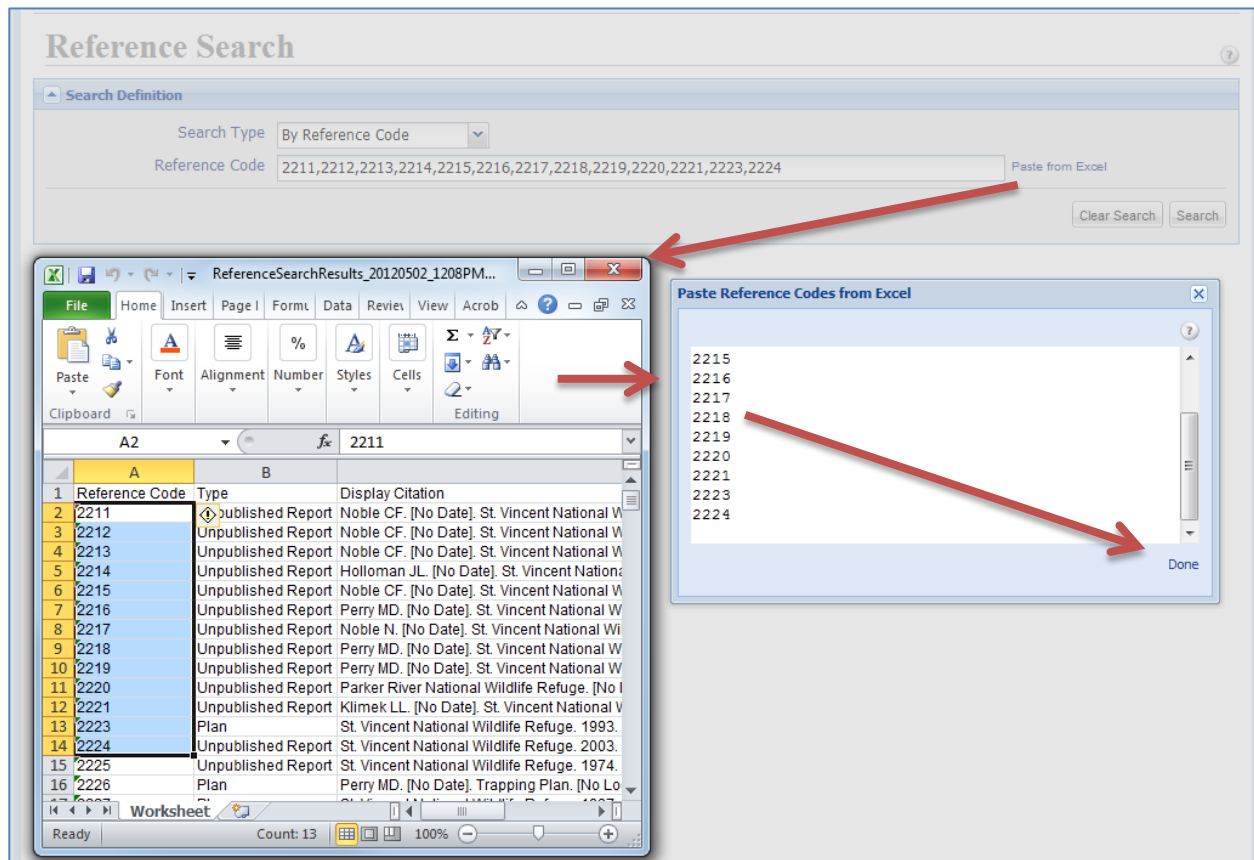 Reference Search
Search Definition
Search Type By Reference Code
Reference Code 2211,2212,2213,2214,2215,2216,2217,2218,2219,2220,2221,2223,2224 Paste from Excel
Clear Search Search
ReferenceSearchResults_20120502_1208PM...
File Home Insert Page l Formu Data Review View Acrob
Paste Font Alignment Number Styles Cells
Clipboard Editing
A2 fx 2211
A B
1 Reference Code Type Display Citation
2 2211 published Report Noble CF. [No Date]. St. Vincent National W
3 2212 Unpublished Report Noble CF. [No Date]. St. Vincent National W
4 2213 Unpublished Report Noble CF. [No Date]. St. Vincent National W
5 2214 Unpublished Report Holloman JL. [No Date]. St. Vincent Nationa
6 2215 Unpublished Report Noble CF. [No Date]. St. Vincent National W
7 2216 Unpublished Report Perry MD. [No Date]. St. Vincent National W
8 2217 Unpublished Report Noble N. [No Date]. St. Vincent National Wi
9 2218 Unpublished Report Perry MD. [No Date]. St. Vincent National W
10 2219 Unpublished Report Perry MD. [No Date]. St. Vincent National W
11 2220 Unpublished Report Parker River National Wildlife Refuge. [No
12 2221 Unpublished Report Klimek LL. [No Date]. St. Vincent National W
13 2223 Plan St. Vincent National Wildlife Refuge. 1993.
14 2224 Unpublished Report St. Vincent National Wildlife Refuge. 2003.
15 2225 Unpublished Report St. Vincent National Wildlife Refuge. 1974.
16 2226 Plan Perry MD. [No Date]. Trapping Plan. [No Lo
Worksheet
Ready Count: 13 100%
Paste Reference Codes from Excel
2215
2216
2217
2218
2219
2220
2221
2223
2224
Done